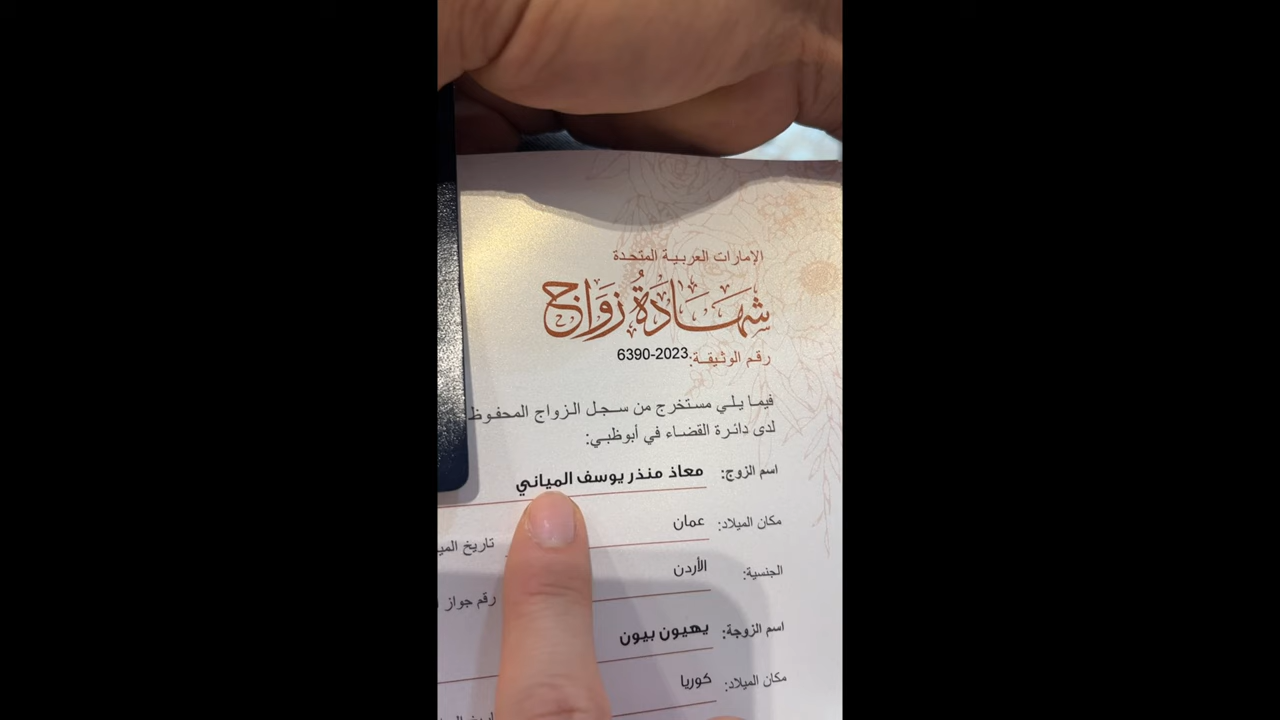 الإمارات العربية المتحدة
شهادة زواج
رقم الوثيقة: 2023-6390
فيما يلي مستخرج من سجل الزواج المحفوظ
لدى دائرة القضاء في أبوظبي:
اسم الزوج: معاذ منذر يوسف المياني
مكان الميلاد: عمان
تاريخ
الجنسية: الأردن
رقم جواز
اسم الزوجة: يهيون بيون
مكان الميلاد: كوريا